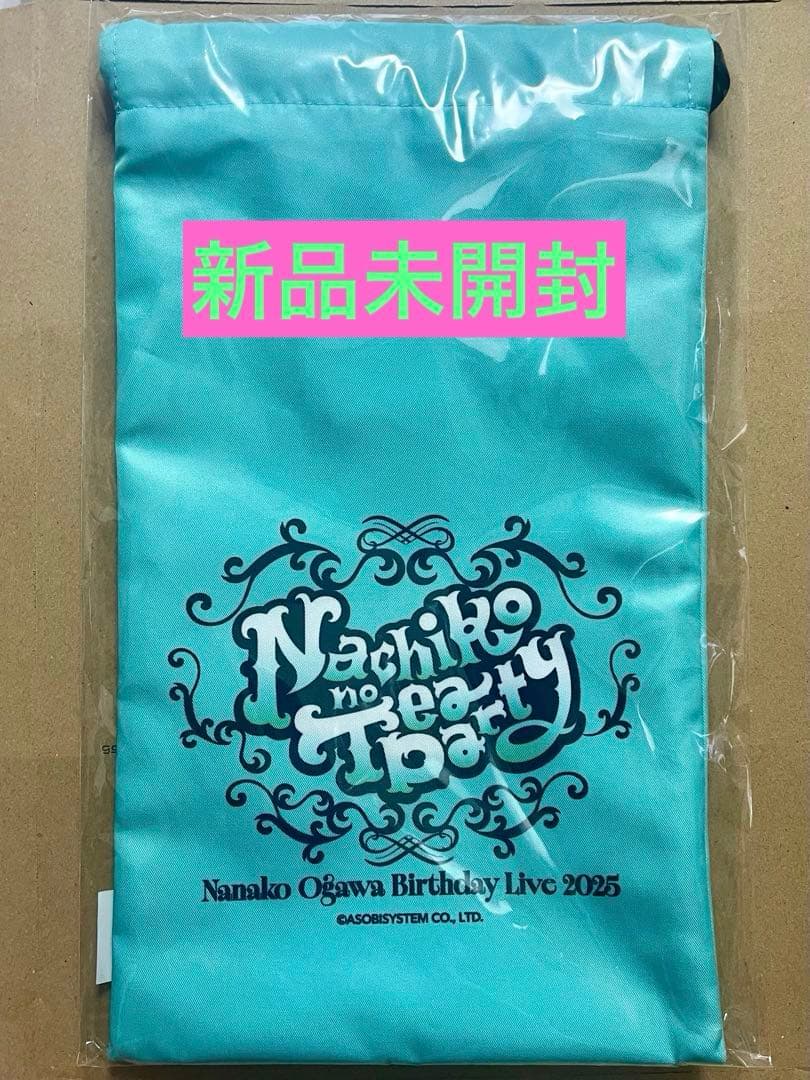 新品未開封
Nachiko
no Tea
party
Nanako Ogawa Birthday Live 2025
©ASOBISYSTEM CO., LTD.